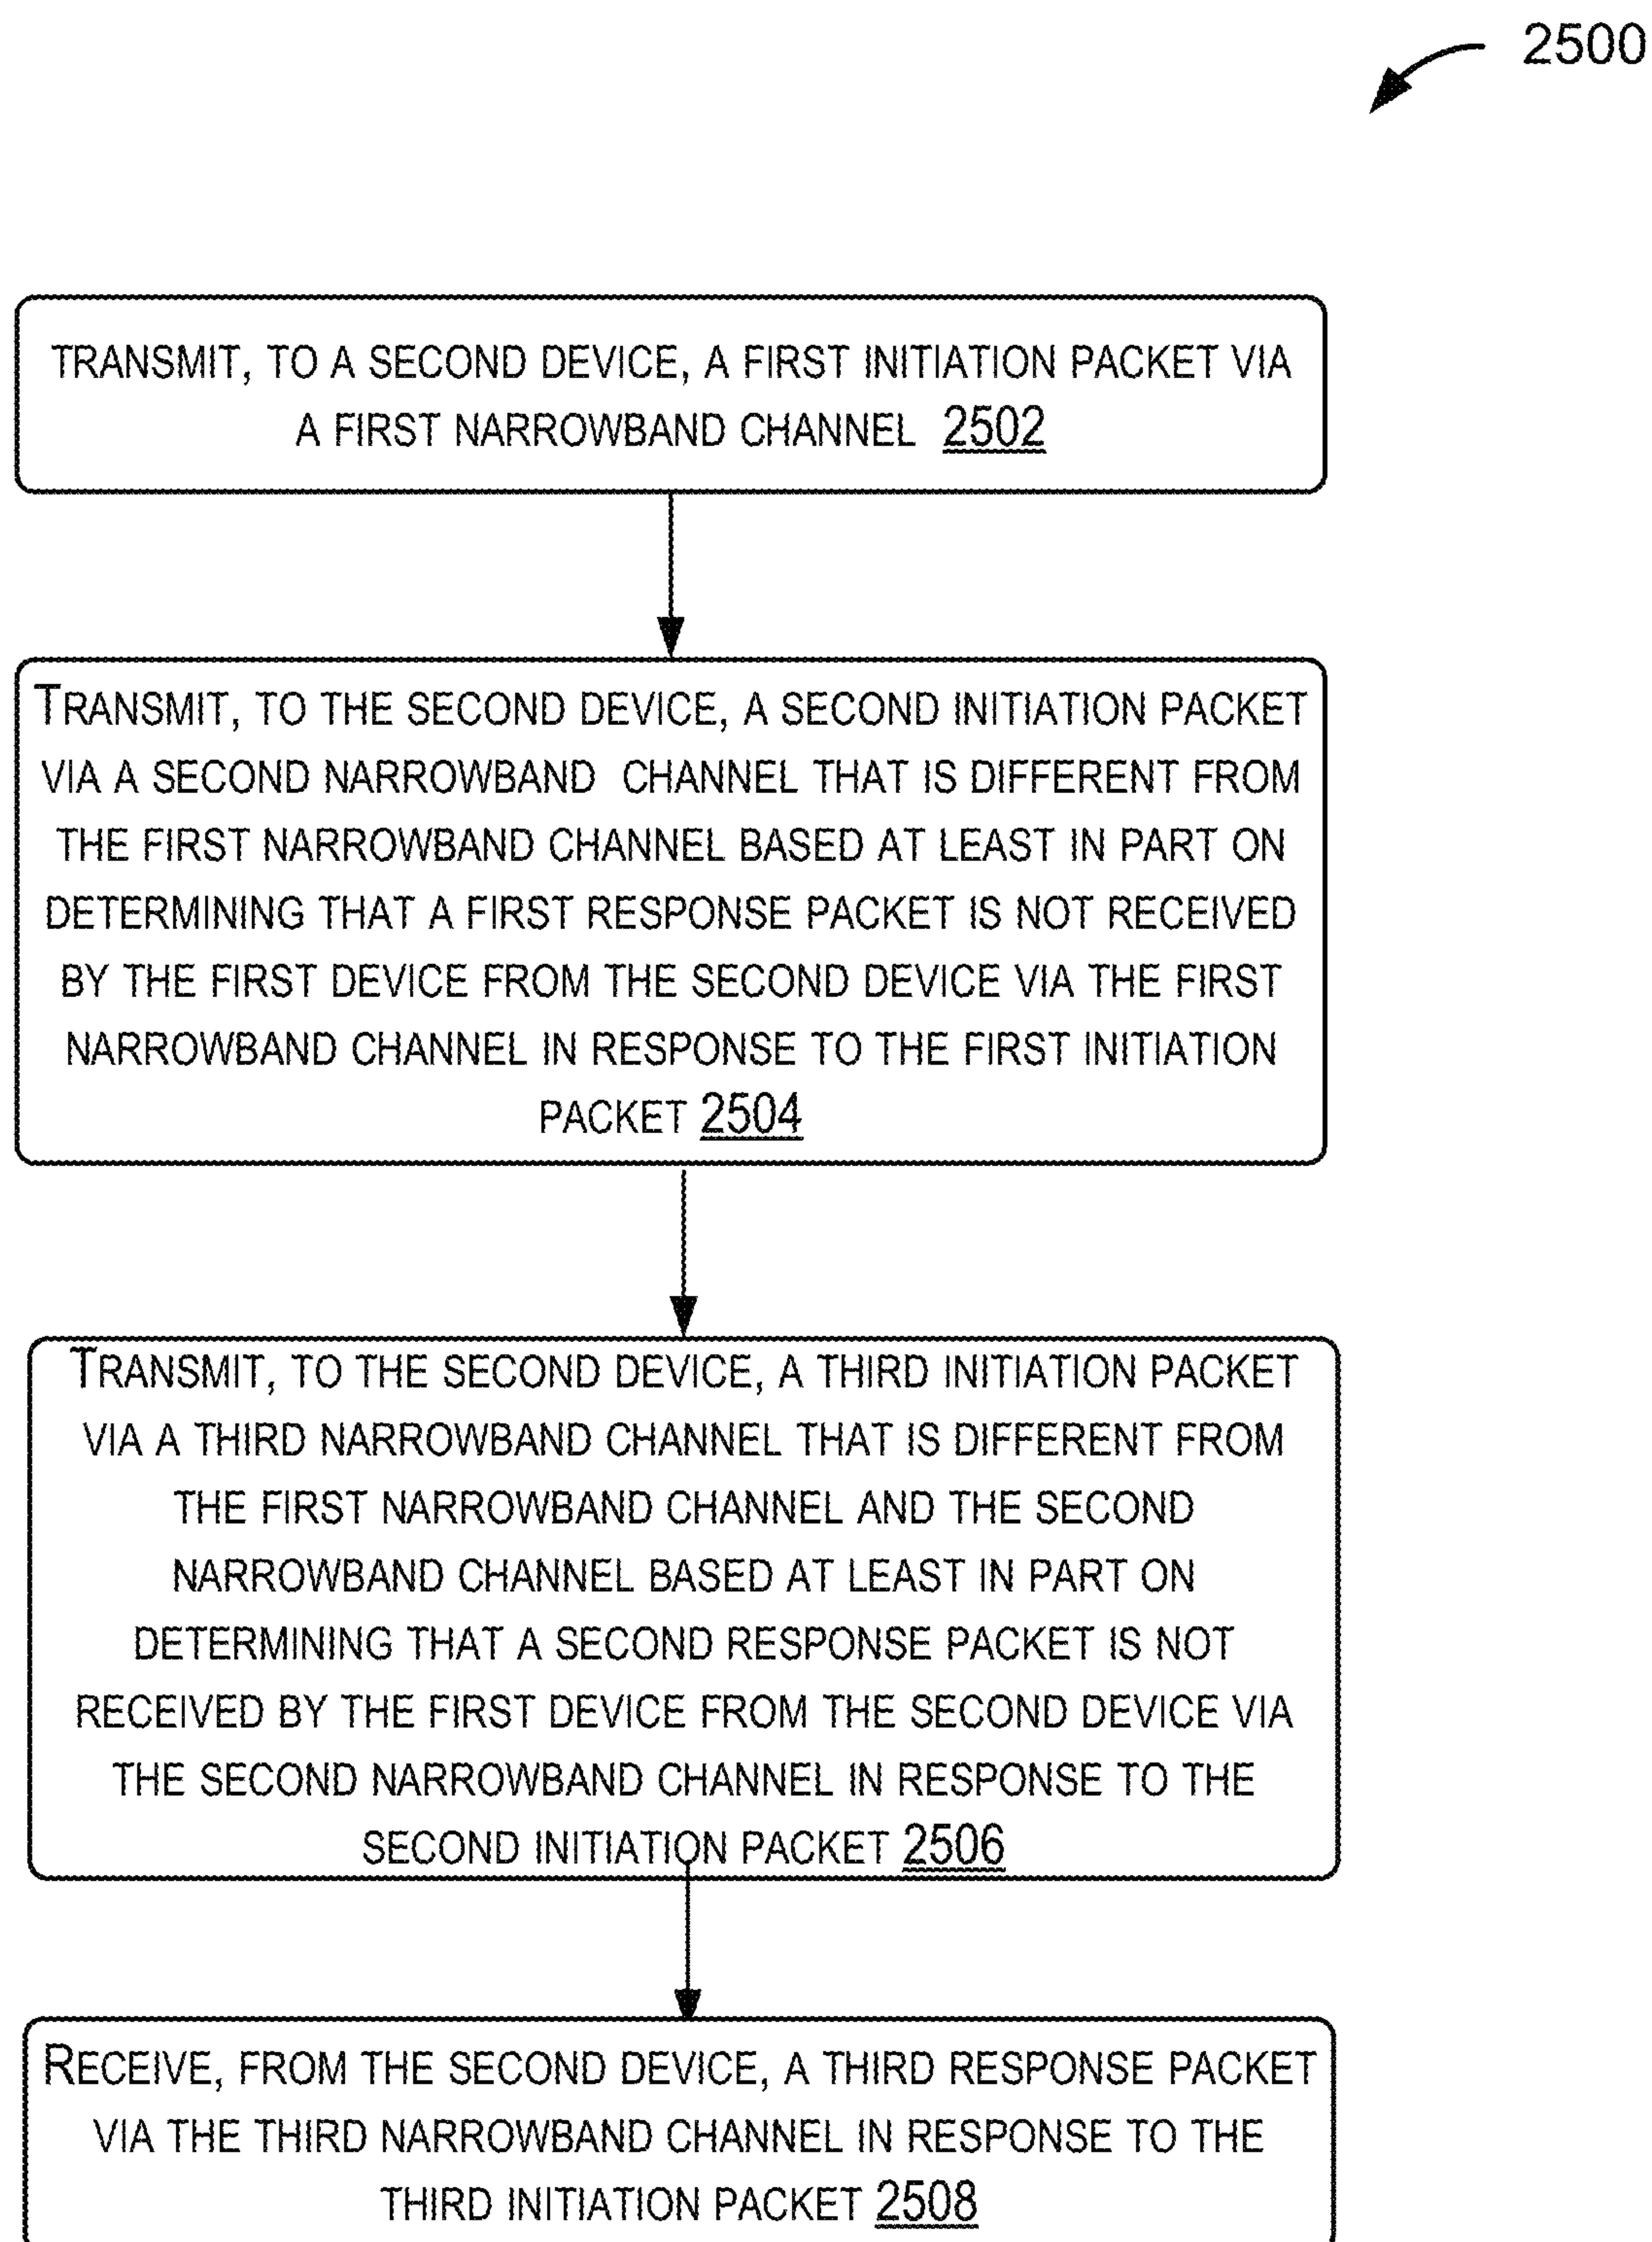 2500
TRANSMIT, TO A SECOND DEVICE, A FIRST INITIATION PACKET VIA
A FIRST NARROWBAND CHANNEL 2502
TRANSMIT, TO THE SECOND DEVICE, A SECOND INITIATION PACKET
VIA A SECOND NARROWBAND CHANNEL THAT IS DIFFERENT FROM
THE FIRST NARROWBAND CHANNEL BASED AT LEAST IN PART ON
DETERMINING THAT A FIRST RESPONSE PACKET IS NOT RECEIVED
BY THE FIRST DEVICE FROM THE SECOND DEVICE VIA THE FIRST
NARROWBAND CHANNEL IN RESPONSE TO THE FIRST INITIATION
PACKET 2504
TRANSMIT, TO THE SECOND DEVICE, A THIRD INITIATION PACKET
VIA A THIRD NARROWBAND CHANNEL THAT IS DIFFERENT FROM
THE FIRST NARROWBAND CHANNEL AND THE SECOND
NARROWBAND CHANNEL BASED AT LEAST IN PART ON
DETERMINING THAT A SECOND RESPONSE PACKET IS NOT
RECEIVED BY THE FIRST DEVICE FROM THE SECOND DEVICE VIA
THE SECOND NARROWBAND CHANNEL IN RESPONSE TO THE
SECOND INITIATION PACKET 2506
RECEIVE, FROM THE SECOND DEVICE, A THIRD RESPONSE PACKET
VIA THE THIRD NARROWBAND CHANNEL IN RESPONSE TO THE
THIRD INITIATION PACKET 2508